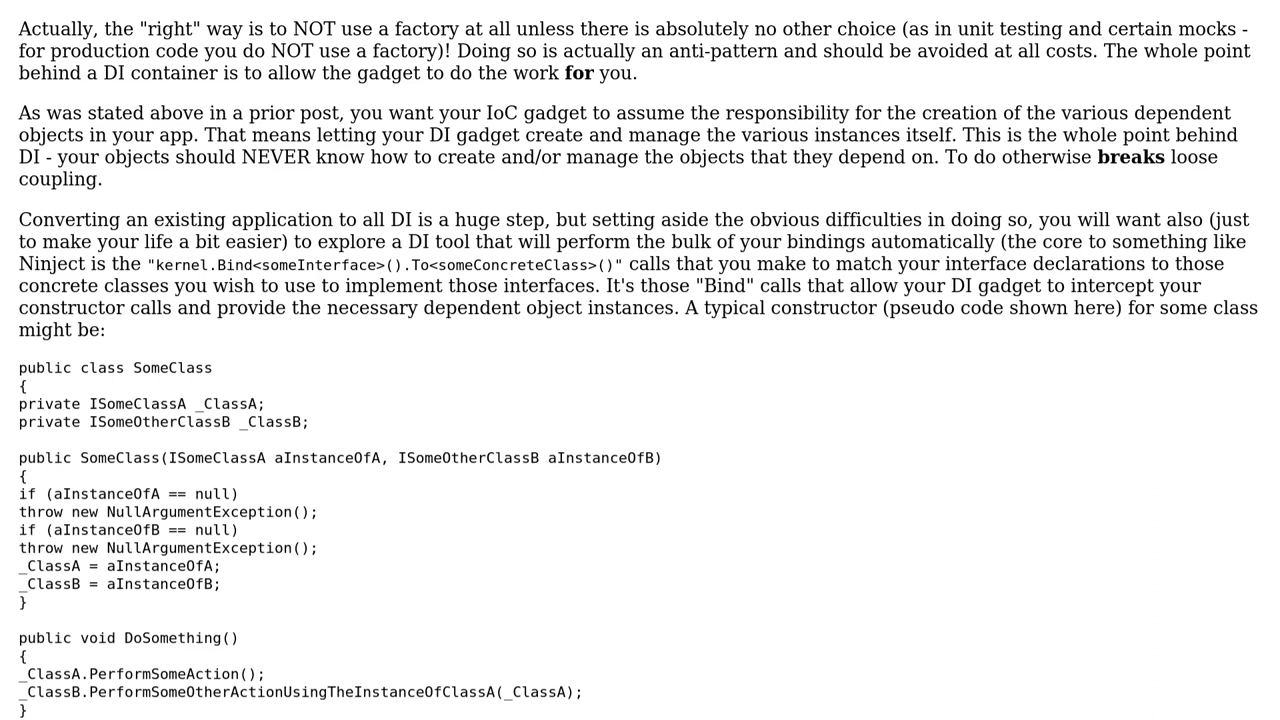 Actually, the "right" way is to NOT use a factory at all unless there is absolutely no other choice (as in unit testing and certain mocks -
for production code you do NOT use a factory)! Doing so is actually an anti-pattern and should be avoided at all costs. The whole point
behind a DI container is to allow the gadget to do the work for you.
As was stated above in a prior post, you want your IoC gadget to assume the responsibility for the creation of the various dependent
objects in your app. That means letting your DI gadget create and manage the various instances itself. This is the whole point behind
DI - your objects should NEVER know how to create and/or manage the objects that they depend on. To do otherwise breaks loose
coupling.
Converting an existing application to all DI is a huge step, but setting aside the obvious difficulties in doing so, you will want also (just
to make your life a bit easier) to explore a DI tool that will perform the bulk of your bindings automatically (the core to something like
Ninject is the "kernel.Bind<someInterface>().To<someConcreteClass>()" calls that you make to match your interface declarations to those
concrete classes you wish to use to implement those interfaces. It's those "Bind" calls that allow your DI gadget to intercept your
constructor calls and provide the necessary dependent object instances. A typical constructor (pseudo code shown here) for some class
might be:
public class SomeClass
{
private ISomeClassA _ClassA;
private ISomeOtherClassB _ClassB;
public SomeClass(ISomeClassA aInstanceOfA, ISomeOtherClassB aInstanceOfB)
{
if (aInstanceOfA == null)
throw new NullArgumentException();
if (aInstanceOfB == null)
throw new NullArgumentException();
_ClassA = aInstanceOfA;
_ClassB = aInstanceOfB;
}
public void DoSomething()
{
_ClassA.PerformSomeAction();
_ClassB.PerformSomeOtherActionUsingTheInstanceOfClassA(_ClassA);
}